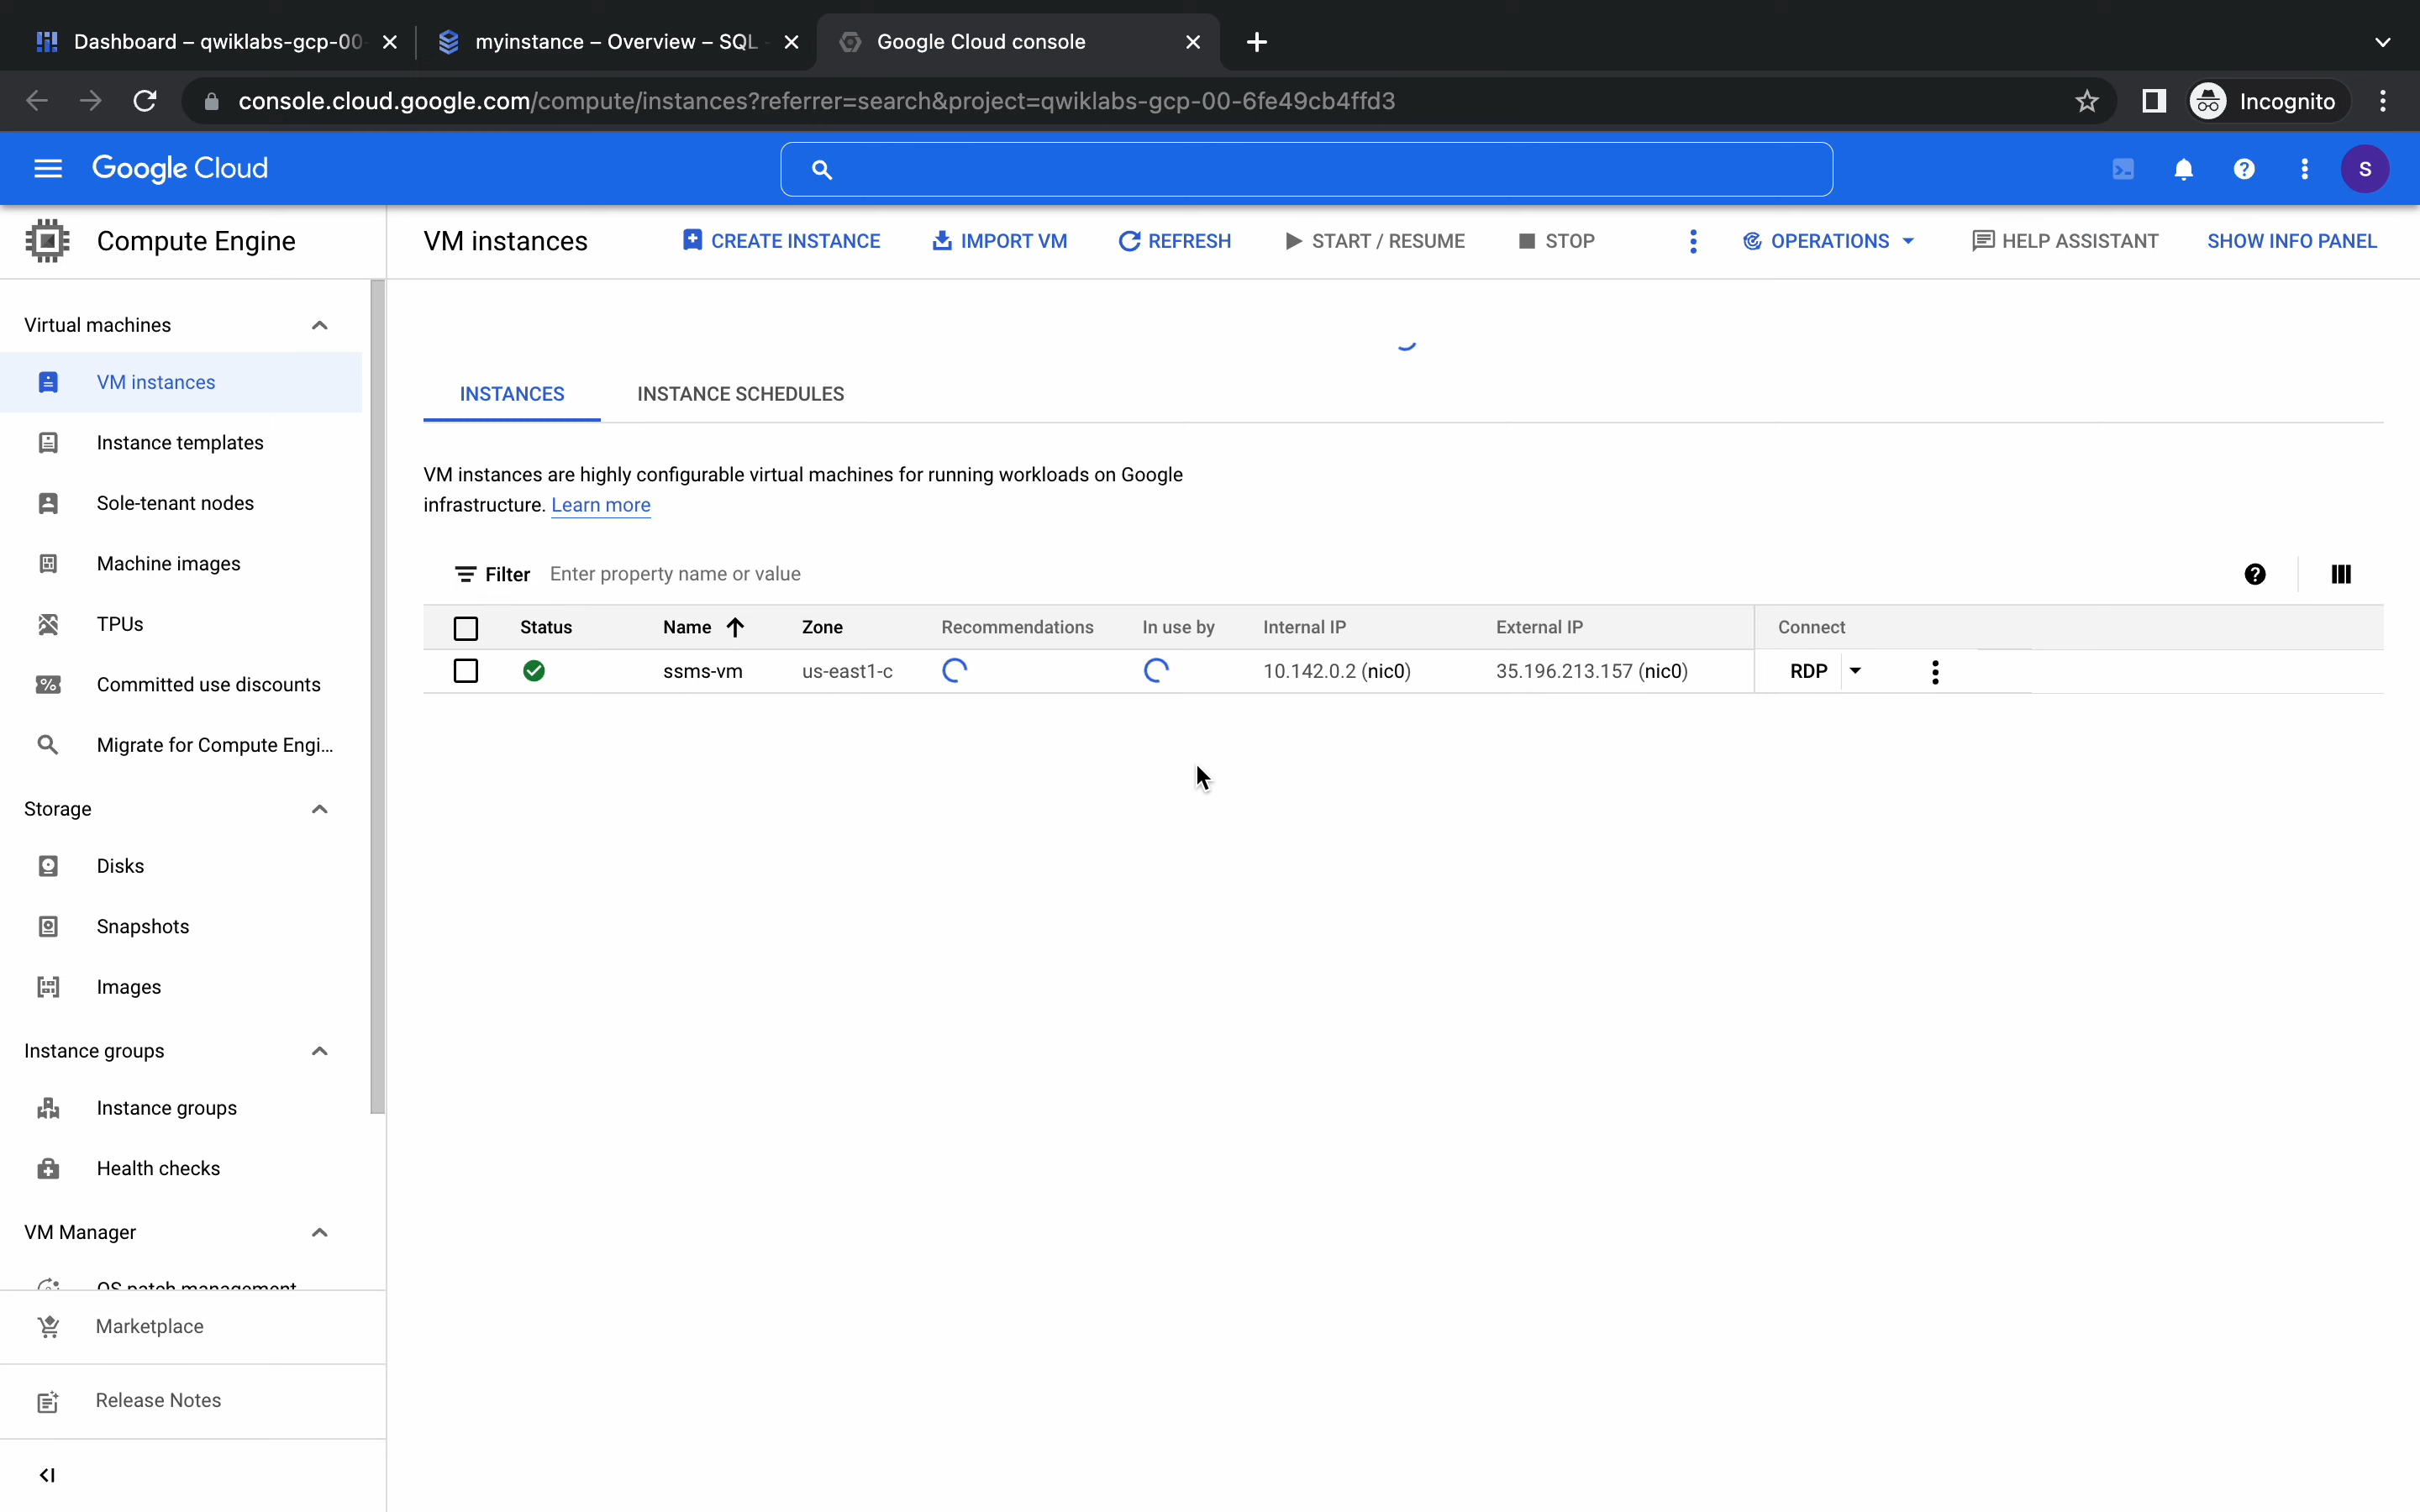 Dashboard – qwiklabs-gcp-00
myinstance – Overview – SQL
Google Cloud console
console.cloud.google.com/compute/instances?referrer=search&project=qwiklabs-gcp-00-6fe49cb4ffd3
Incognito
Google Cloud
S
Compute Engine
VM instances
CREATE INSTANCE
IMPORT VM
REFRESH
START / RESUME
STOP
OPERATIONS
HELP ASSISTANT
SHOW INFO PANEL
Virtual machines
VM instances
Instance templates
Sole-tenant nodes
Machine images
TPUs
Committed use discounts
Migrate for Compute Engi...
Storage
Disks
Snapshots
Images
Instance groups
Instance groups
Health checks
VM Manager
OS patch management
Marketplace
Release Notes
INSTANCES
INSTANCE SCHEDULES
VM instances are highly configurable virtual machines for running workloads on Google
infrastructure. Learn more
Filter Enter property name or value
Status Name Zone Recommendations In use by Internal IP External IP Connect
ssms-vm us-east1-c 10.142.0.2 (nic0) 35.196.213.157 (nic0) RDP